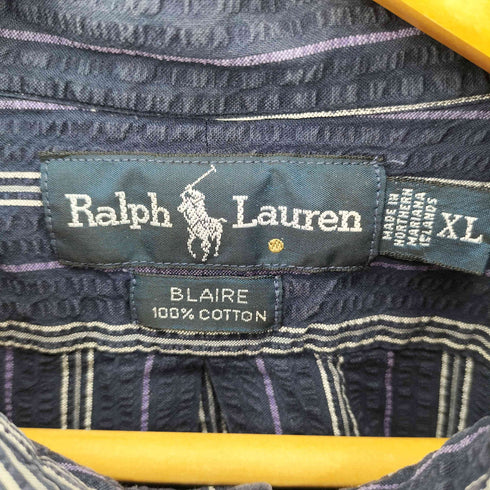 Ralph Lauren
MADE IN
NORTHERN
MARIANA
ISLANDS
XL
BLAIRE
100% COTTON